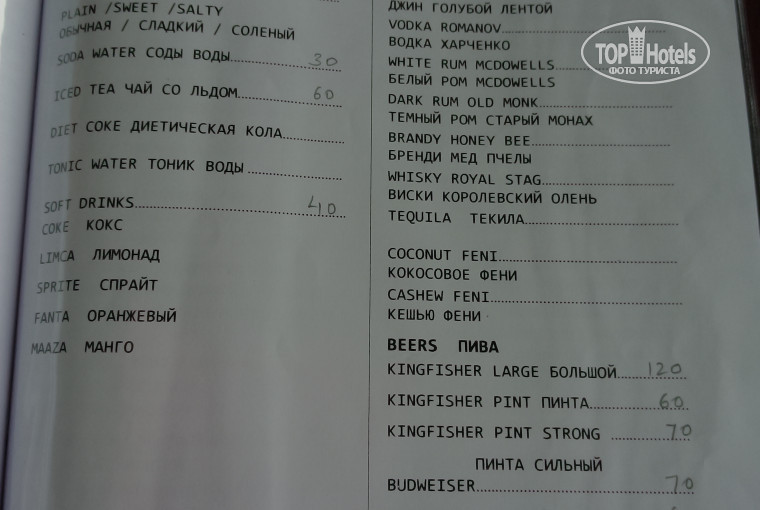 PLAIN /SWEET /SALTY
ОБЫЧНАЯ / СЛАДКИЙ / СОЛЕНЫЙ
SODA WATER СОДЫ ВОДЫ 30
ICED TEA ЧАЙ СО ЛЬДОМ 60
DIET COKE ДИЕТИЧЕСКАЯ КОЛА
TONIC WATER ТОНИК ВОДЫ
SOFT DRINKS 40
COKE КОКС
LIMCA ЛИМОНАД
SPRITE СПРАЙТ
FANTA ОРАНЖЕВЫЙ
MAAZA МАНГО
ДЖИН ГОЛУБОЙ ЛЕНТОЙ
VODKA ROMANOV
ВОДКА ХАРЧЕНКО
WHITE RUM MCDOWELLS
БЕЛЫЙ РОМ MCDOWELLS
DARK RUM OLD MONK
ТЕМНЫЙ РОМ СТАРЫЙ МОНАХ
BRANDY HONEY BEE
БРЕНДИ МЕД ПЧЕЛЫ
WHISKY ROYAL STAG
ВИСКИ КОРОЛЕВСКИЙ ОЛЕНЬ
TEQUILA ТЕКИЛА
COCONUT FENI
КОКОСОВОЕ ФЕНИ
CASHEW FENI
КЕШЬЮ ФЕНИ
BEERS ПИВА
KINGFISHER LARGE БОЛЬШОЙ 120
KINGFISHER PINT ПИНТА 60
KINGFISHER PINT STRONG 70
ПИНТА СИЛЬНЫЙ
BUDWEISER 70
TOP Hotels
ФОТО ТУРИСТА